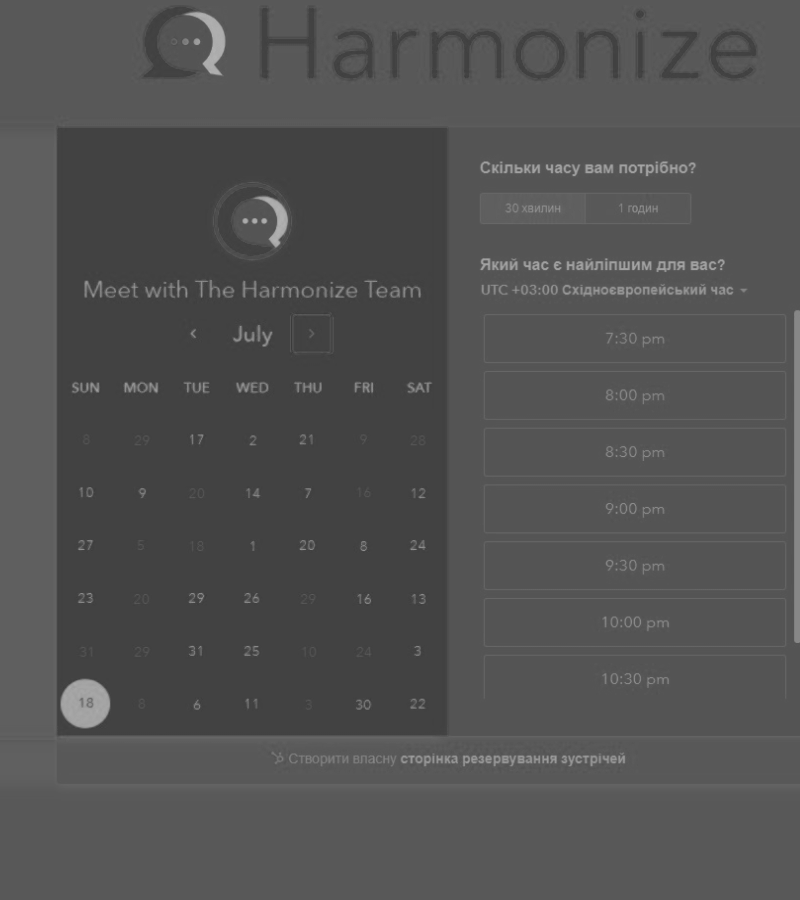 Harmonize
Meet with The Harmonize Team
July
SUN MON TUE WED THU FRI SAT
8 29 17 2 21 9 28
10 9 20 14 7 16 12
27 5 18 1 20 8 24
23 20 29 26 29 16 13
31 29 31 25 10 24 3
18 8 6 11 3 30 22
Скільки часу вам потрібно?
30 хвилин 1 годин
Який час є найліпшим для вас?
UTC +03:00 Східноєвропейський час
7:30 pm
8:00 pm
8:30 pm
9:00 pm
9:30 pm
10:00 pm
10:30 pm
Створити власну сторінка резервування зустрічей